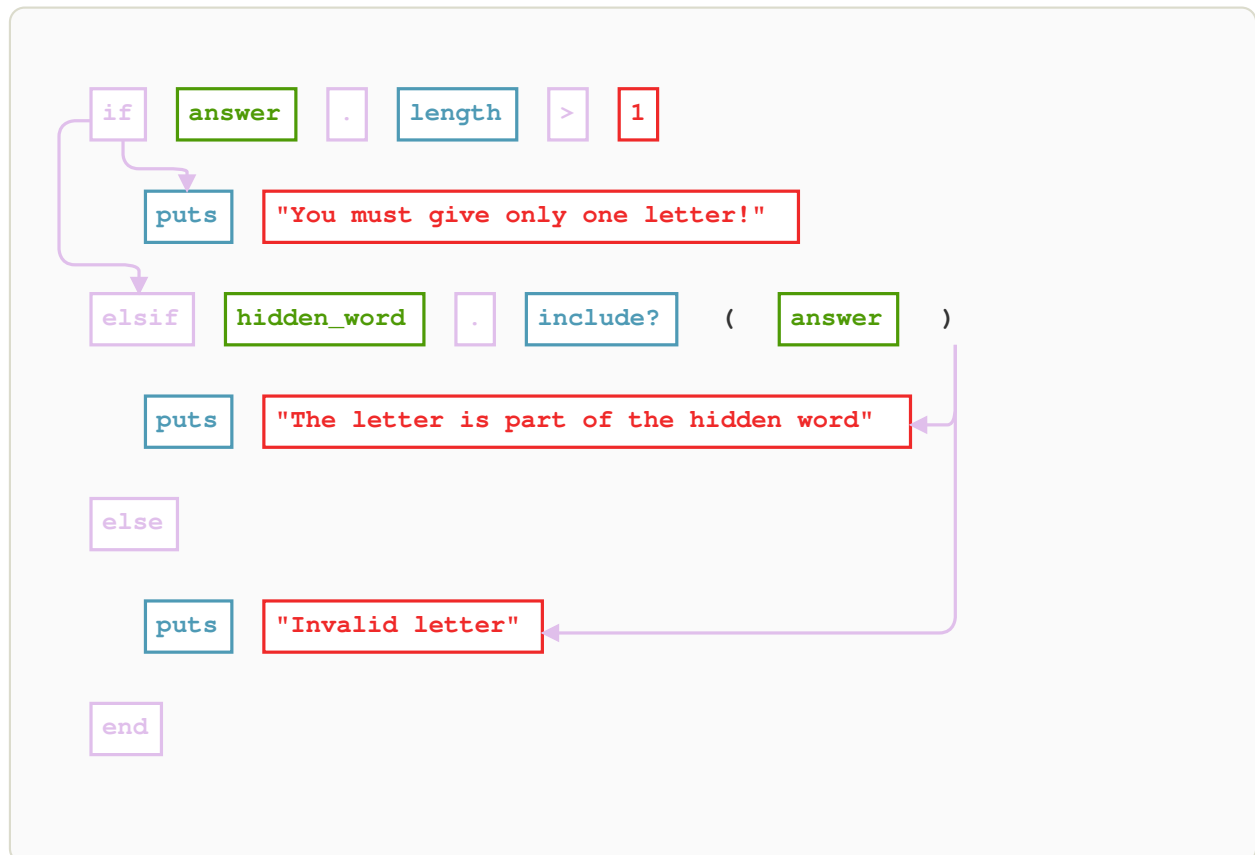 if answer . length > 1
puts "You must give only one letter!"
elsif hidden_word . include? ( answer )
puts "The letter is part of the hidden word"
else
puts "Invalid letter"
end